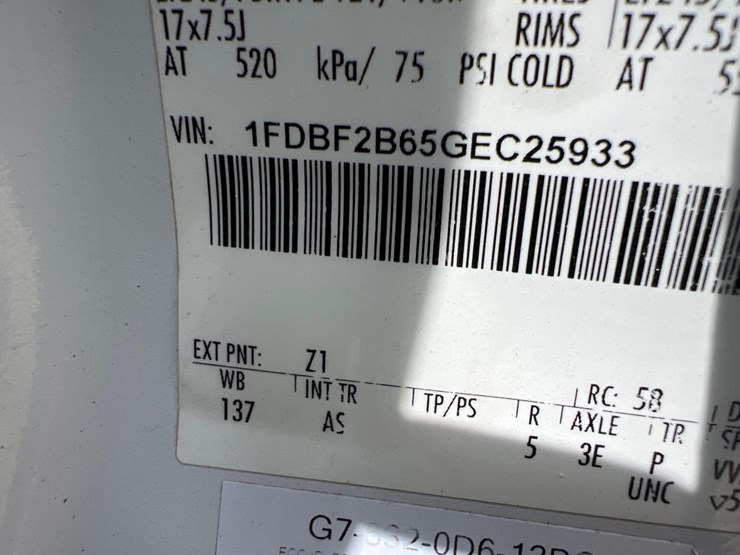 17x7.5J RIMS 17x7.5J
AT 520 kPa/ 75 PSI COLD AT
VIN: 1FDBF2B65GEC25933
EXT PNT: Z1 RC: 58
WB INT TR TP/PS R AXLE TR
137 AS 5 3E P
UNC